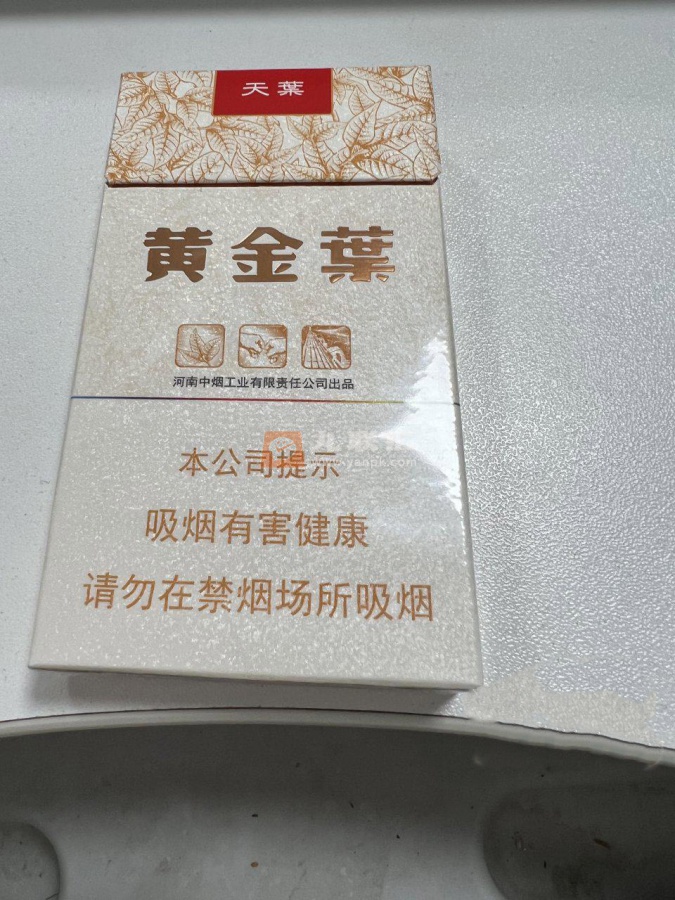 天葉
黄金葉
河南中烟工业有限责任公司出品
本公司提示
吸烟有害健康
请勿在禁烟场所吸烟